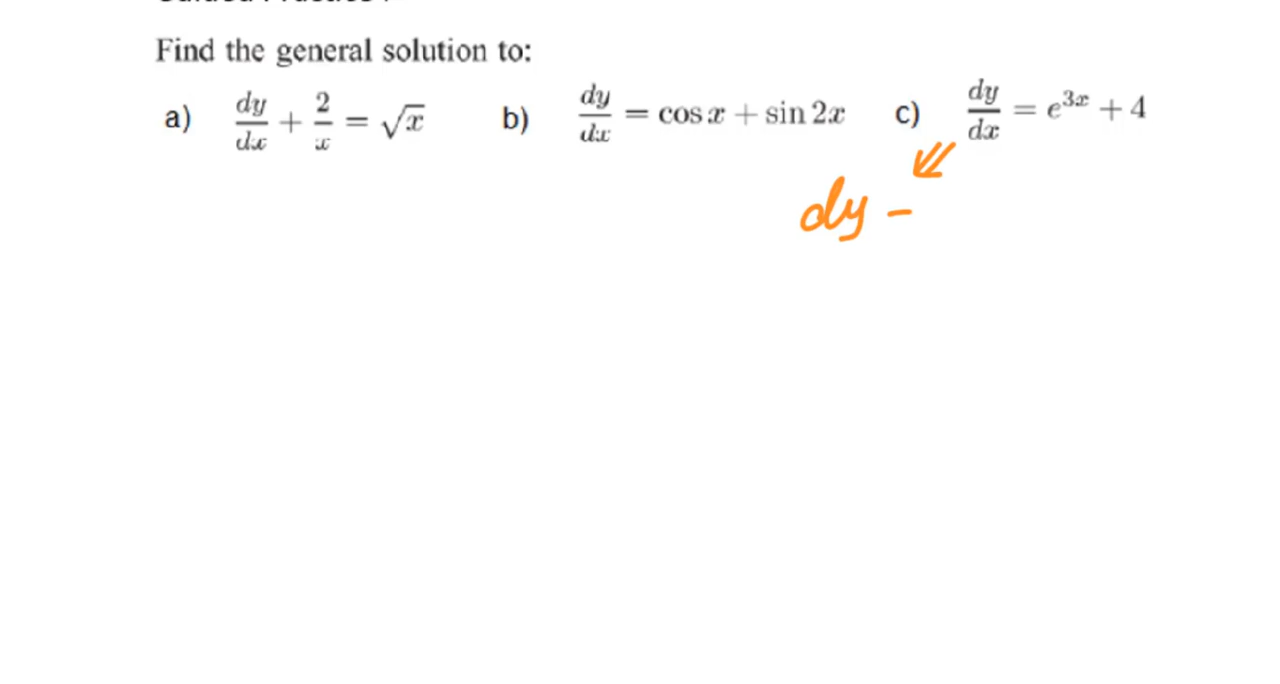 Find the general solution to:
a) dy/dx + 2/x = √x b) dy/dx = cos x + sin 2x c) dy/dx = e^{3x} + 4
dy -